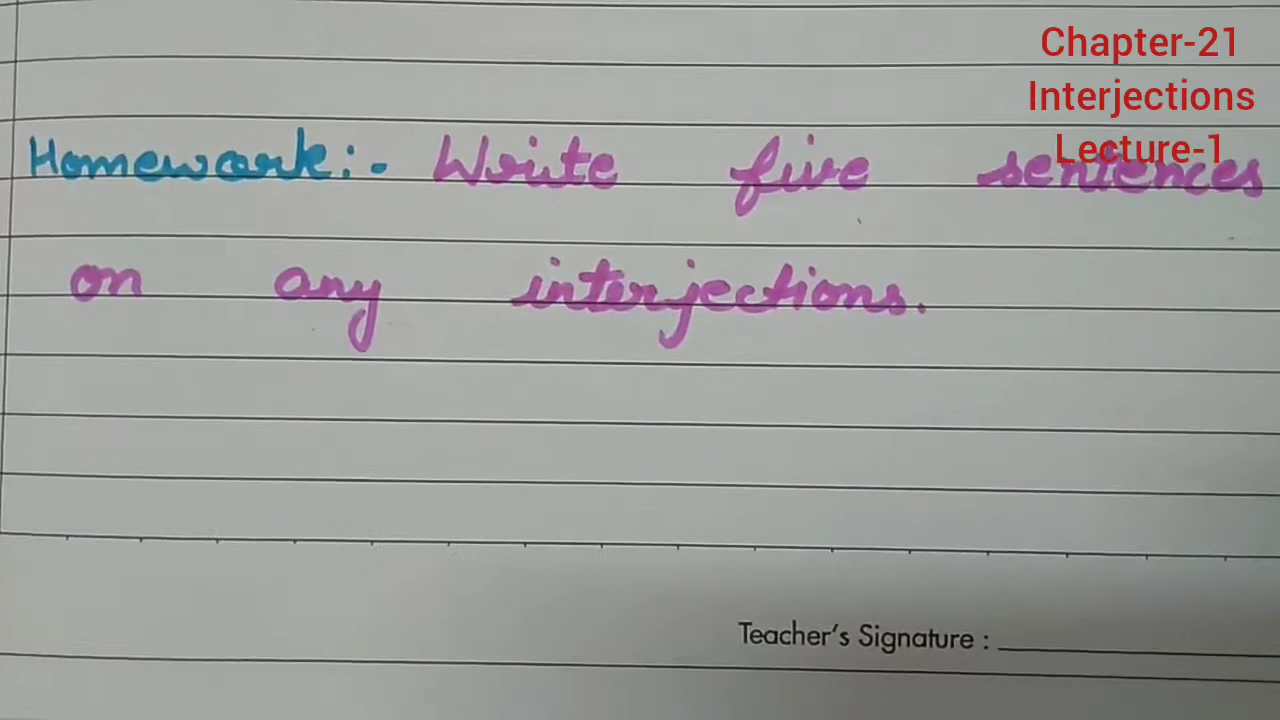 Chapter-21
Interjections
Lecture-1
Homework:- Write five sentences
on any interjections.
Teacher's Signature :